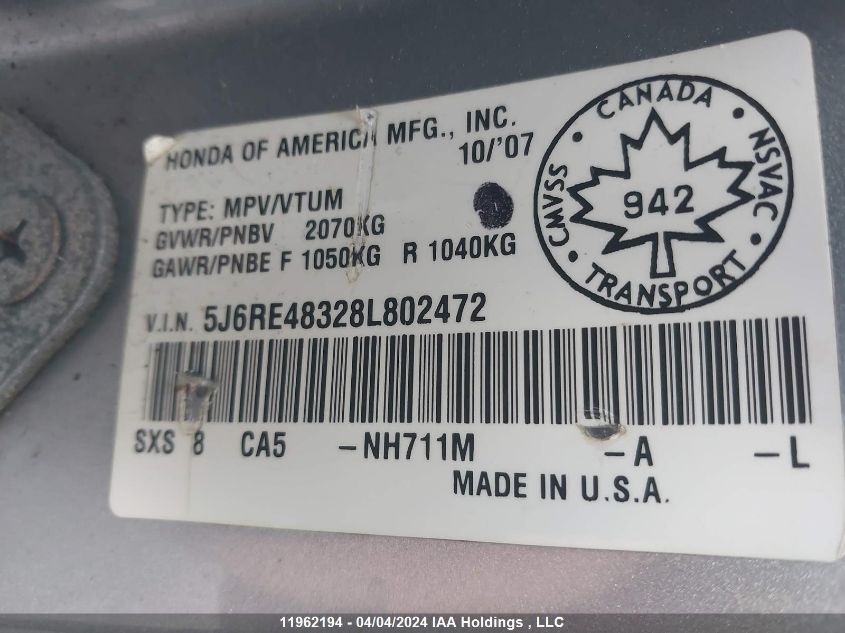 HONDA OF AMERICA MFG., INC.
10/'07
TYPE: MPV/VTUM
GVWR/PNBV 2070KG
GAWR/PNBE F 1050KG R 1040KG
V.I.N. 5J6RE48328L802472
SXS 8 CA5 -NH711M -A -L
MADE IN U.S.A.
CANADA
CMVSS
942
NSVAC
TRANSPORT
11962194 - 04/04/2024 IAA Holdings , LLC